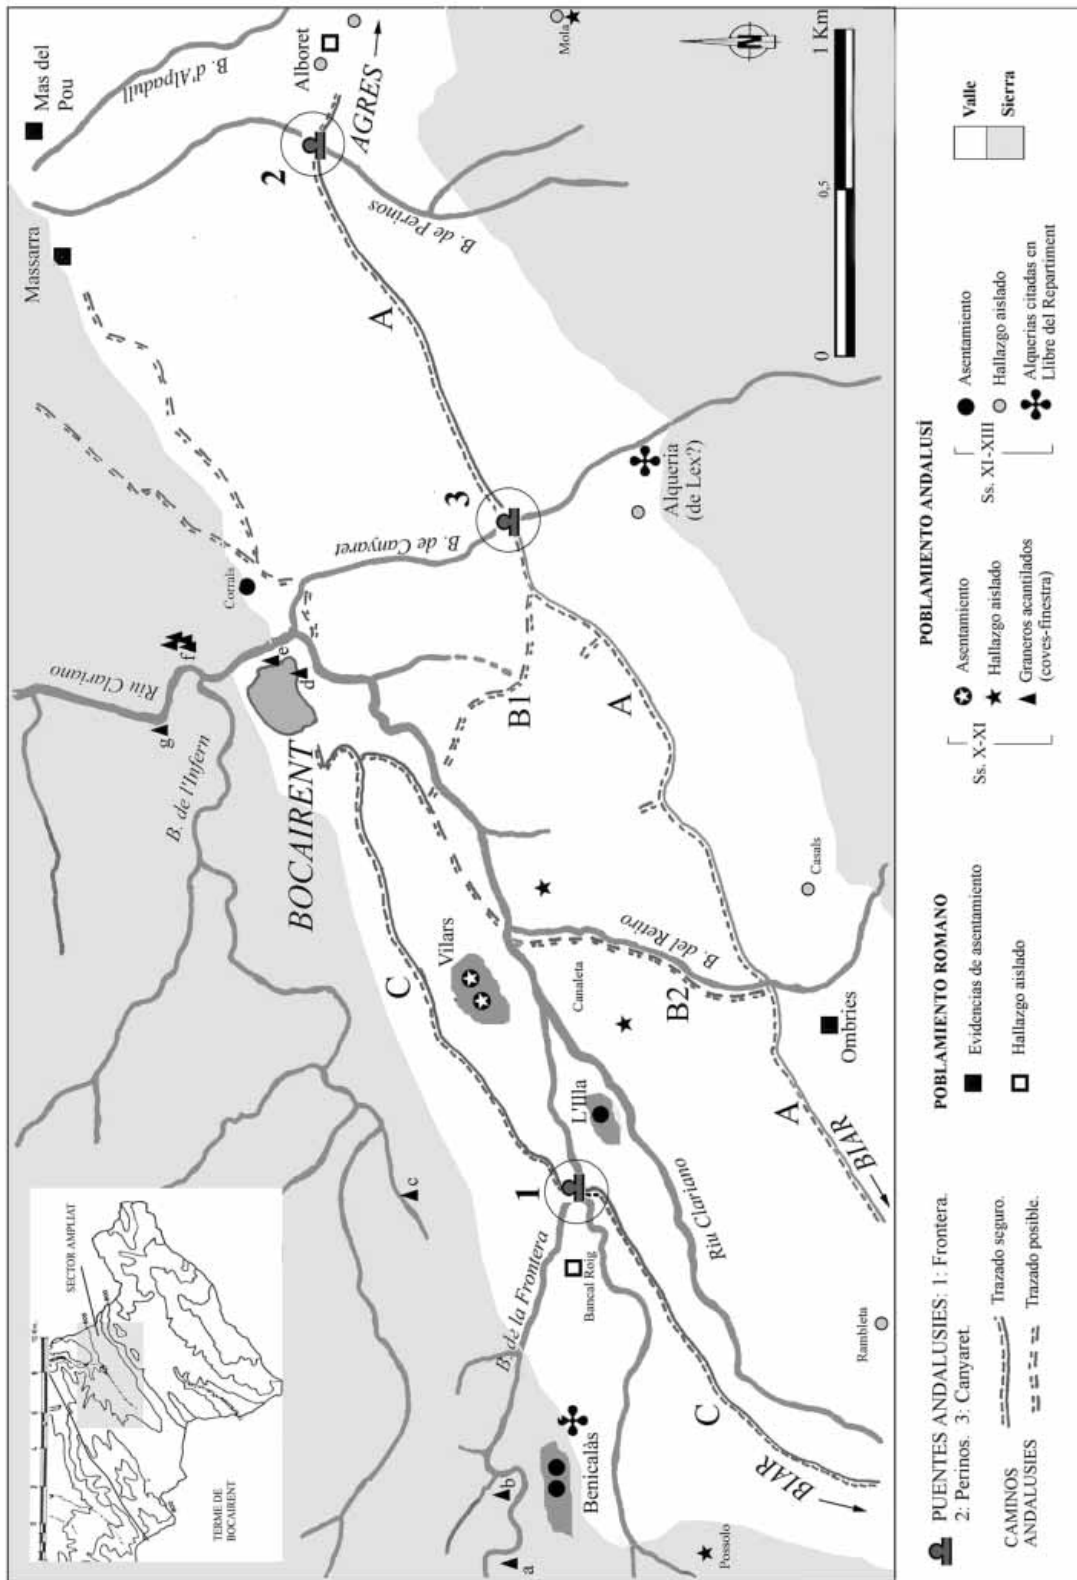 SECTOR AMPLIAT
TERME DE
BOCAIRENT
Mas del
Pou
B. d'Alpadull
Alboret
Mola
AGRES
2
Massarra
B. de Perinos
A
1 Km
0,5
0
N
Corrals
Riu Clariano
f
g
e
d
B. de l'Infern
BOCAIRENT
B. de Canyaret
3
Alqueria
(de Lex?)
B1
A
Vilars
C
Canaleta
B. del Retiro
B2
Casals
Ombries
L'Illa
c
1
B. de la Frontera
Bancal Roig
Riu Clariano
A
BIAR
Benicalàs
b
a
Possolo
C
BIAR
Rambleta
PUENTES ANDALUSIES: 1: Frontera.
2: Perinos. 3: Canyaret.
CAMINOS
ANDALUSIES
Trazado seguro.
Trazado posible.
POBLAMIENTO ROMANO
Evidencias de asentamiento
Hallazgo aislado
POBLAMIENTO ANDALUSÍ
Ss. X-XI
Asentamiento
Hallazgo aislado
Graneros acantilados
(coves-finestra)
Ss. XI-XIII
Asentamiento
Hallazgo aislado
Alquerias citadas en
Llibre del Repartiment
Valle
Sierra